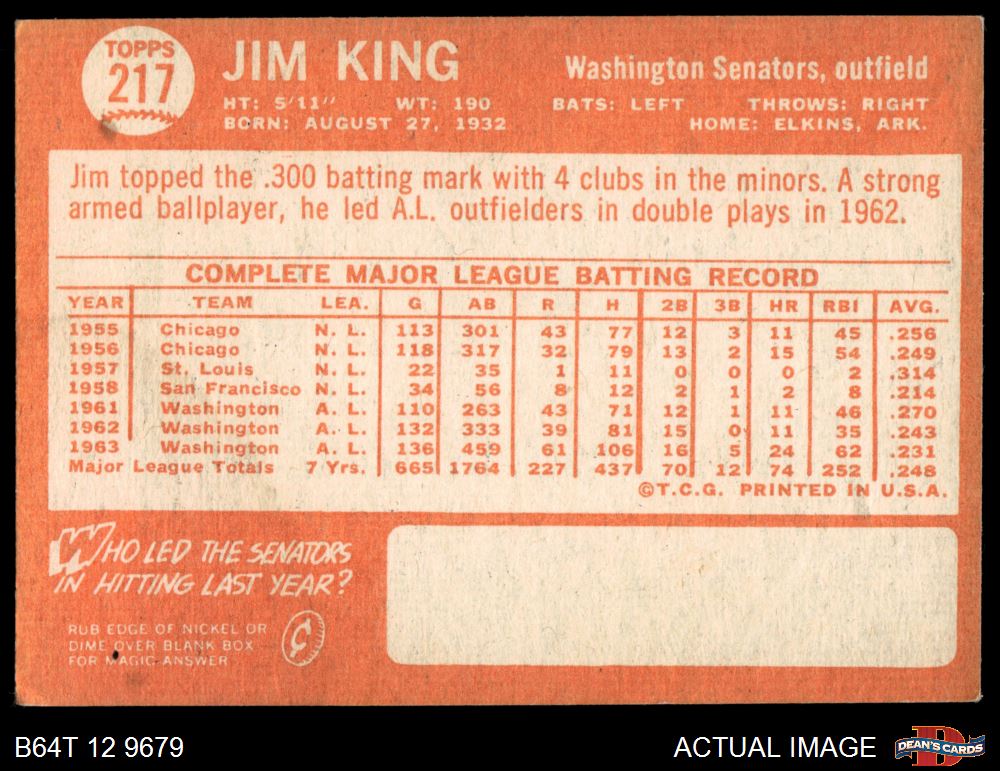 TOPPS
217
JIM KING
Washington Senators, outfield
HT: 5'11" WT: 190 BATS: LEFT THROWS: RIGHT
BORN: AUGUST 27, 1932 HOME: ELKINS, ARK.
Jim topped the .300 batting mark with 4 clubs in the minors. A strong
armed ballplayer, he led A.L. outfielders in double plays in 1962.
COMPLETE MAJOR LEAGUE BATTING RECORD
YEAR TEAM LEA. G AB R H 2B 3B HR RBI AVG.
1955 Chicago N. L. 113 301 43 77 12 3 11 45 .256
1956 Chicago N. L. 118 317 32 79 13 2 15 54 .249
1957 St. Louis N. L. 22 35 1 11 0 0 0 2 .314
1958 San Francisco N. L. 34 56 8 12 2 1 2 8 .214
1961 Washington A. L. 110 263 43 71 12 1 11 46 .270
1962 Washington A. L. 132 333 39 81 15 0 11 35 .243
1963 Washington A. L. 136 459 61 106 16 5 24 62 .231
Major League Totals 7 Yrs. 665 1764 227 437 70 12 74 252 .248
©T.C.G. PRINTED IN U.S.A.
WHO LED THE SENATORS
IN HITTING LAST YEAR?
RUB EDGE OF NICKEL OR
DIME OVER BLANK BOX
FOR MAGIC ANSWER
¢
B64T 12 9679
ACTUAL IMAGE
D
DEAN'S CARDS